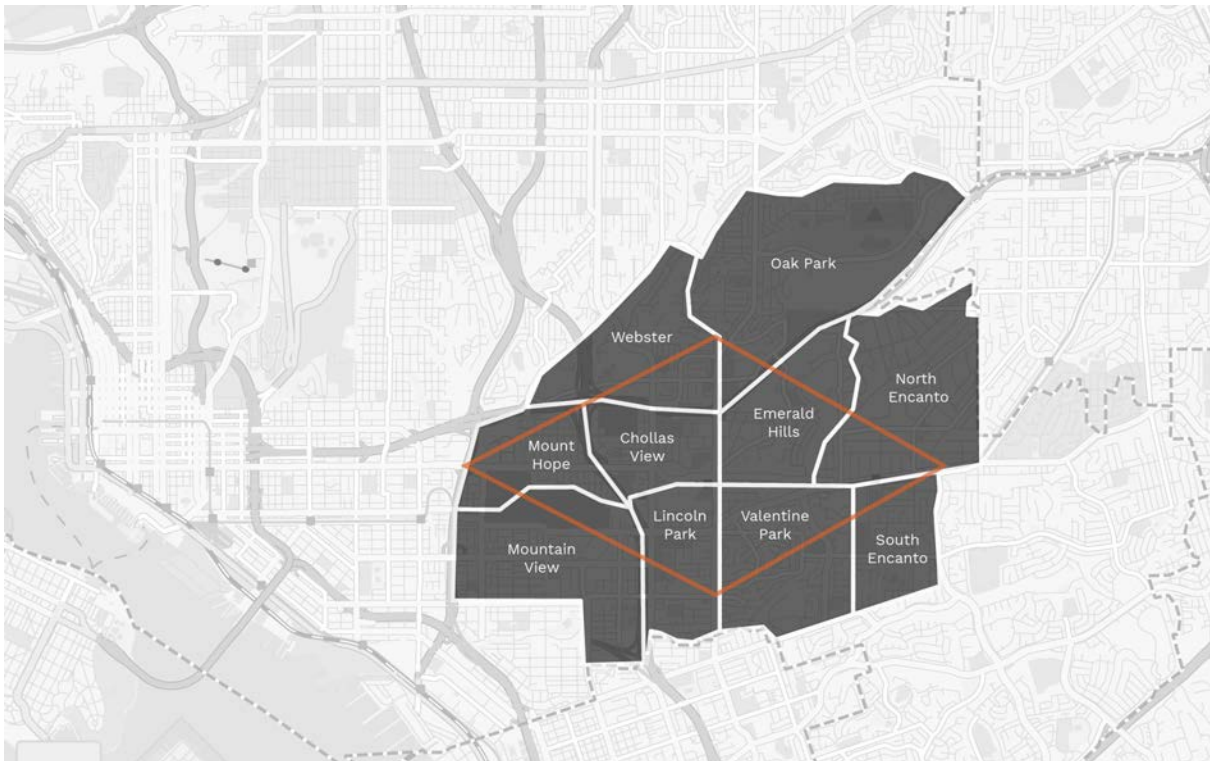 Oak Park
Webster
North
Encanto
Emerald
Hills
Chollas
View
Mount
Hope
Lincoln
Park
Valentine
Park
Mountain
View
South
Encanto